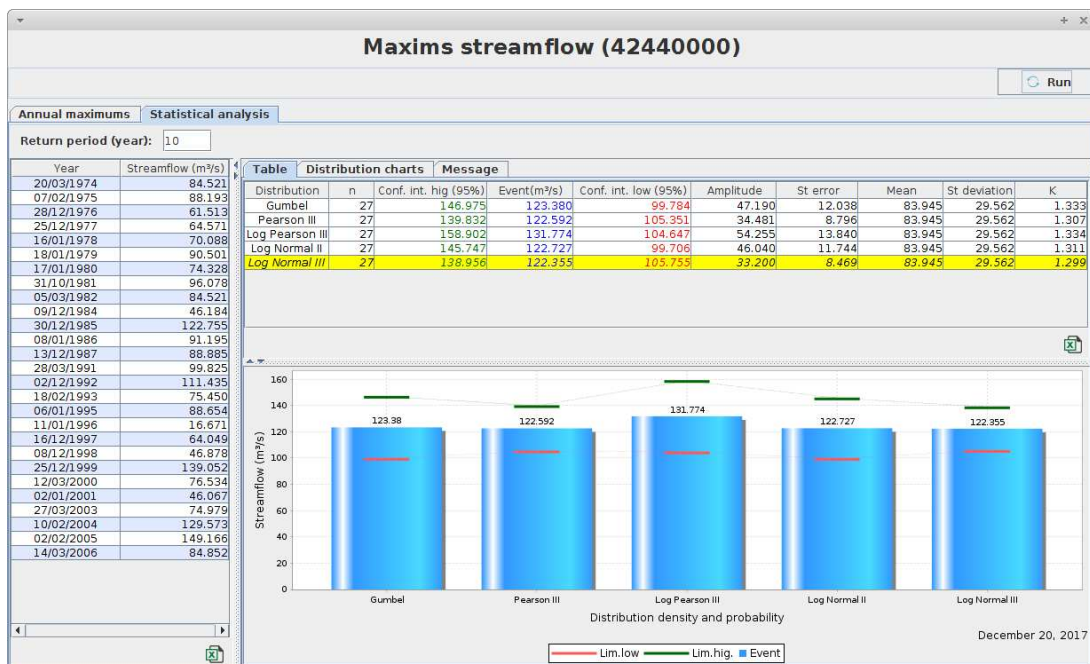 Maxims streamflow (42440000)
Run
Annual maximums Statistical analysis
Return period (year): 10
Year Streamflow (m³/s)
20/03/1974 84.521
07/02/1975 88.193
28/12/1976 61.513
25/12/1977 64.571
16/01/1978 70.088
18/01/1979 90.501
17/01/1980 74.328
31/10/1981 96.078
05/03/1982 84.521
09/12/1984 46.184
30/12/1985 122.755
08/01/1986 91.195
13/12/1987 88.885
28/03/1991 99.825
02/12/1992 111.435
18/02/1993 75.450
06/01/1995 88.654
11/01/1996 16.671
16/12/1997 64.049
08/12/1998 46.878
25/12/1999 139.052
12/03/2000 76.534
02/01/2001 46.067
27/03/2003 74.979
10/02/2004 129.573
02/02/2005 149.166
14/03/2006 84.852
Table Distribution charts Message
Distribution n Conf. int. hig (95%) Event(m³/s) Conf. int. low (95%) Amplitude St error Mean St deviation K
Gumbel 27 146.975 123.380 99.784 47.190 12.038 83.945 29.562 1.333
Pearson III 27 139.832 122.592 105.351 34.481 8.796 83.945 29.562 1.307
Log Pearson III 27 158.902 131.774 104.647 54.255 13.840 83.945 29.562 1.334
Log Normal II 27 145.747 122.727 99.706 46.040 11.744 83.945 29.562 1.311
Log Normal III 27 138.956 122.355 105.755 33.200 8.469 83.945 29.562 1.299
Streamflow (m³/s)
160
140
120
100
80
60
40
20
0
123.38 122.592 131.774 122.727 122.355
Gumbel Pearson III Log Pearson III Log Normal II Log Normal III
Distribution density and probability
December 20, 2017
Lim.low Lim.hig. Event